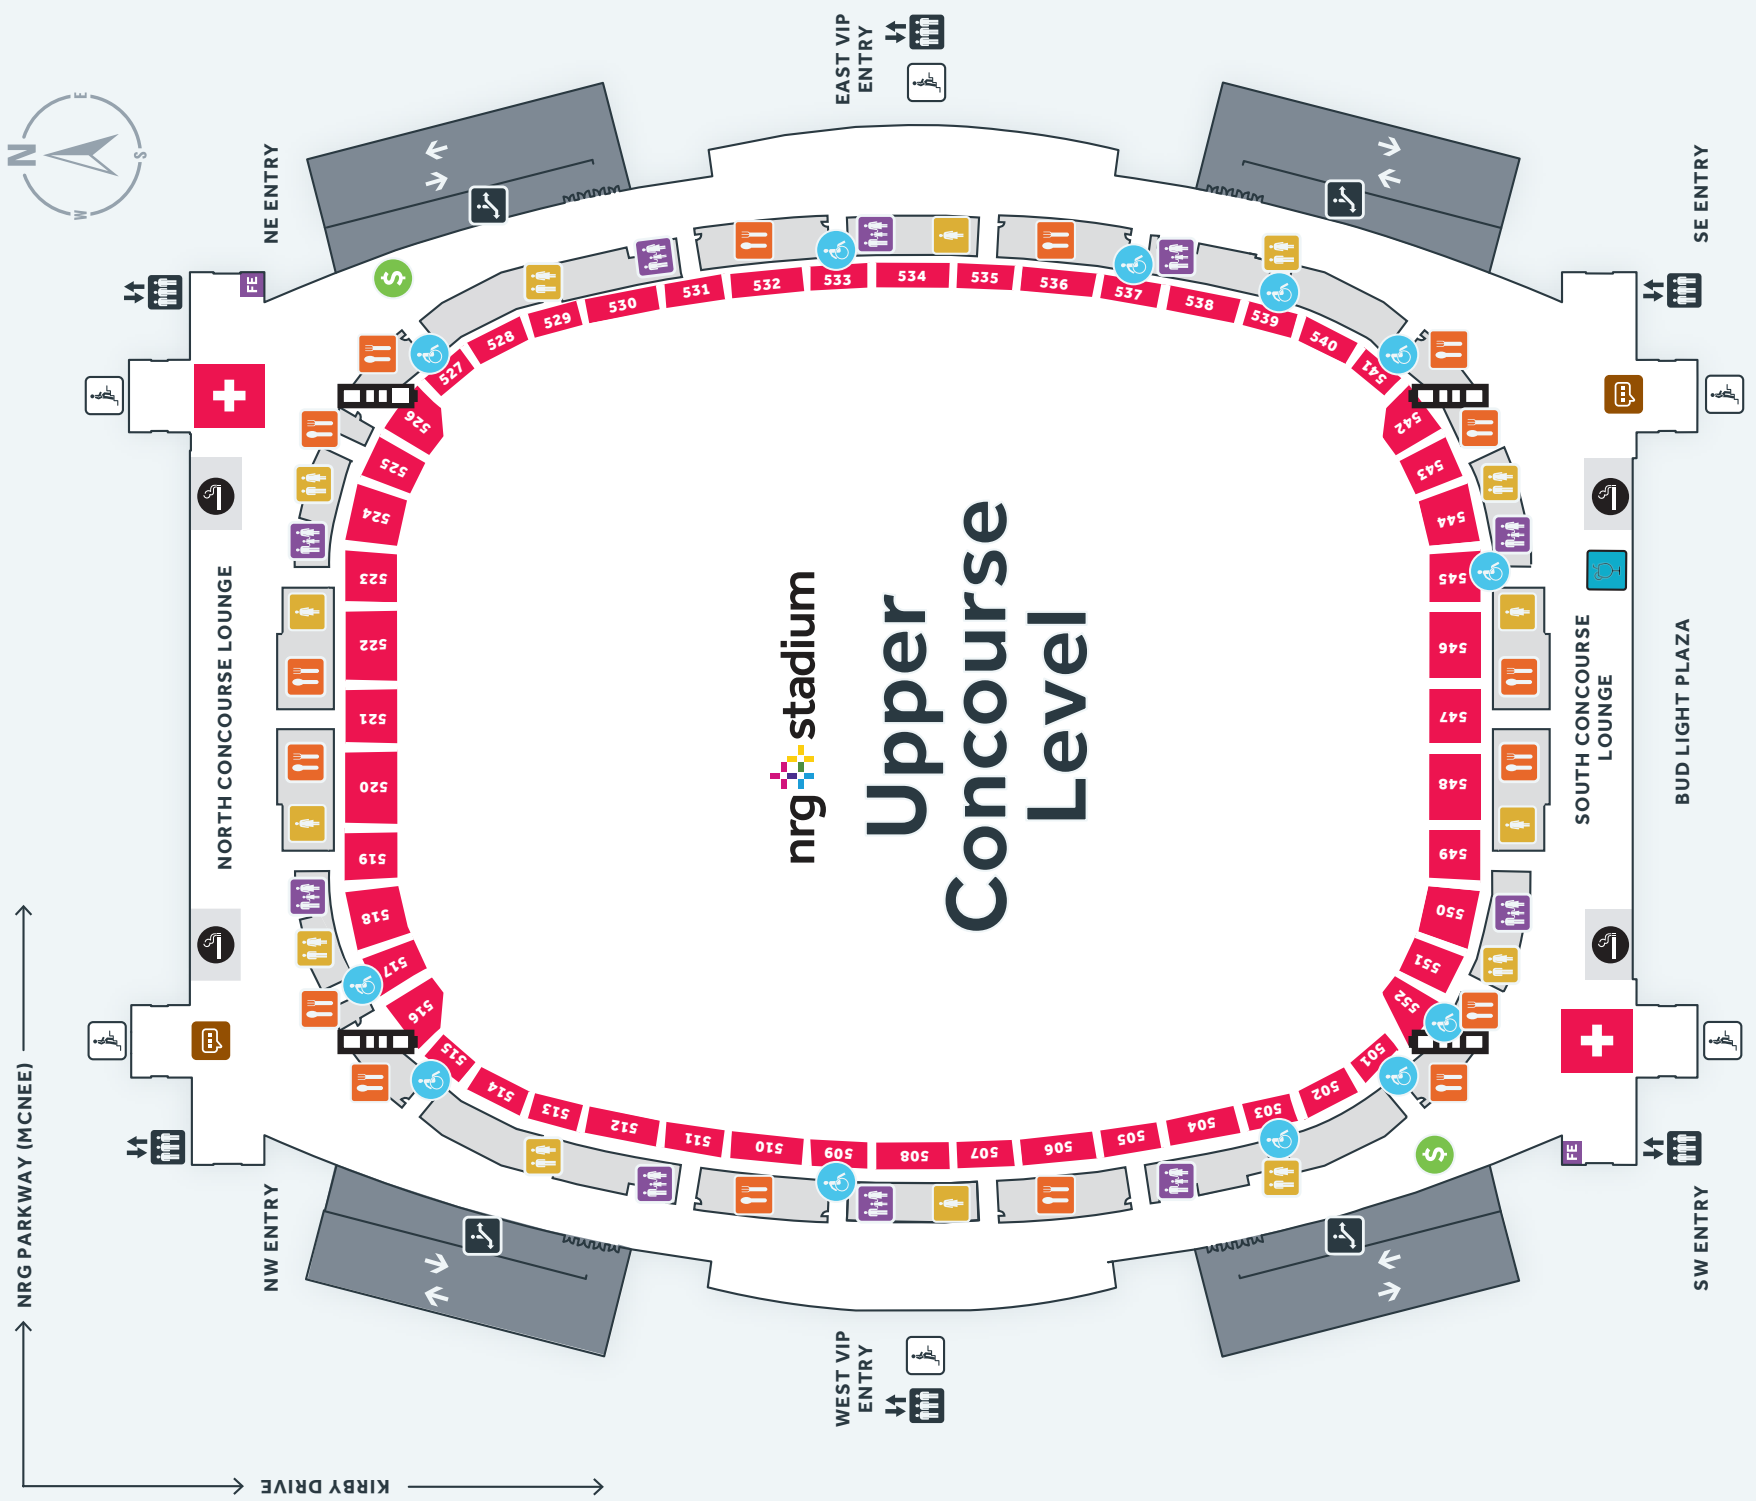 EAST VIP
ENTRY
NE ENTRY
SE ENTRY
N
E
S
W
FE
$
533
534
535
532
536
531
537
530
538
529
539
528
540
527
541
526
542
525
543
524
544
523
545
522
546
521
547
520
548
519
549
518
550
517
551
516
552
515
501
514
502
513
503
512
504
511
505
510
506
509
508
507
nrg stadium
Upper
Concourse
Level
NORTH CONCOURSE LOUNGE
SOUTH CONCOURSE
LOUNGE
BUD LIGHT PLAZA
$
FE
NW ENTRY
SW ENTRY
WEST VIP
ENTRY
NRG PARKWAY (MCNEE)
KIRBY DRIVE